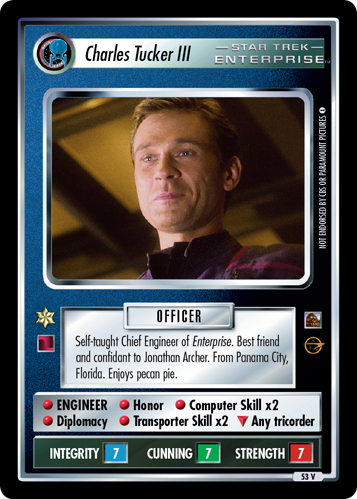 Charles Tucker III
STAR TREK
ENTERPRISE™
NOT ENDORSED BY CBS OR PARAMOUNT PICTURES
OFFICER
Self-taught Chief Engineer of Enterprise. Best friend
and confidant to Jonathan Archer. From Panama City,
Florida. Enjoys pecan pie.
ENGINEER Honor Computer Skill x2
Diplomacy Transporter Skill x2 Any tricorder
INTEGRITY 7 CUNNING 7 STRENGTH 7
53 V